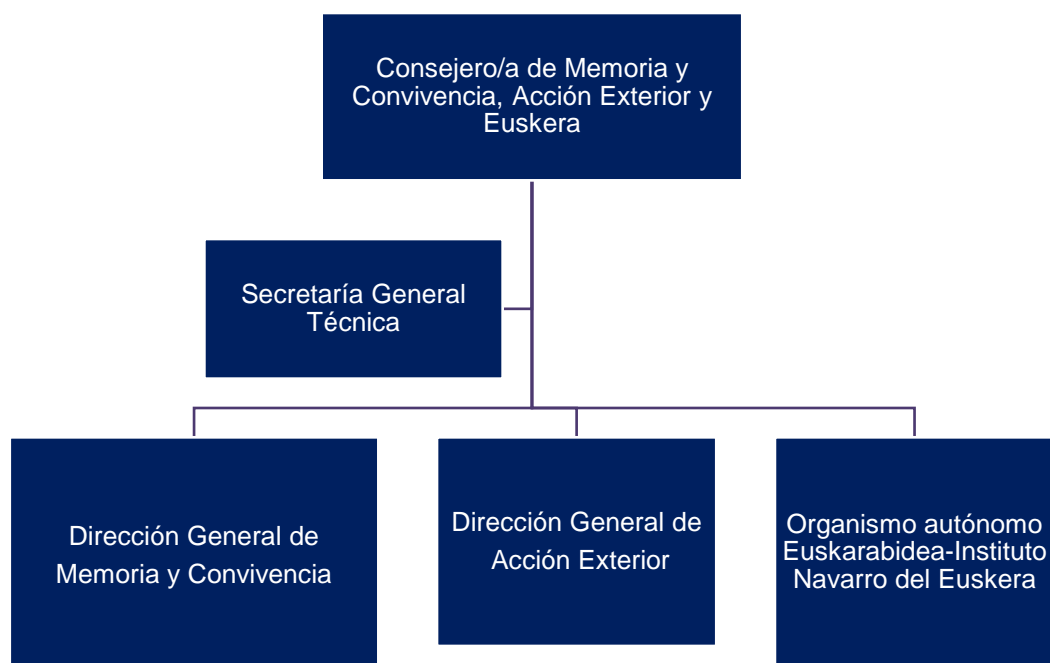 Consejero/a de Memoria y
Convivencia, Acción Exterior y
Euskera
Secretaría General
Técnica
Dirección General de
Memoria y Convivencia
Dirección General de
Acción Exterior
Organismo autónomo
Euskarabidea-Instituto
Navarro del Euskera